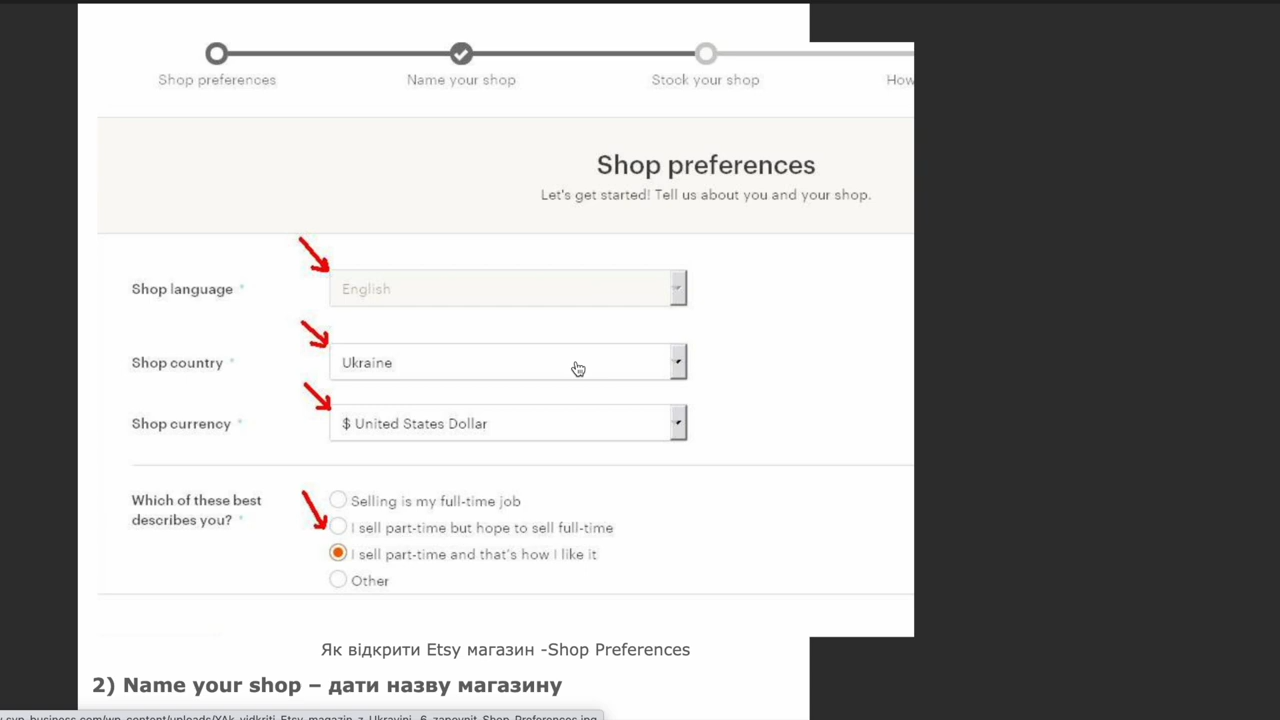 Shop preferences
Name your shop
Stock your shop
How
Shop preferences
Let's get started! Tell us about you and your shop.
Shop language *
English
Shop country *
Ukraine
Shop currency *
$ United States Dollar
Which of these best
describes you? *
Selling is my full-time job
I sell part-time but hope to sell full-time
I sell part-time and that's how I like it
Other
Як відкрити Etsy магазин -Shop Preferences
2) Name your shop – дати назву магазину